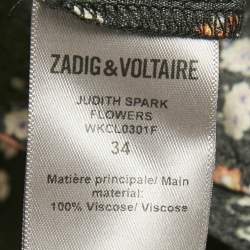 ZADIG & VOLTAIRE
JUDITH SPARK
FLOWERS
WKCL0301F
34
Matière principale/ Main
material:
100% Viscose/ Viscose